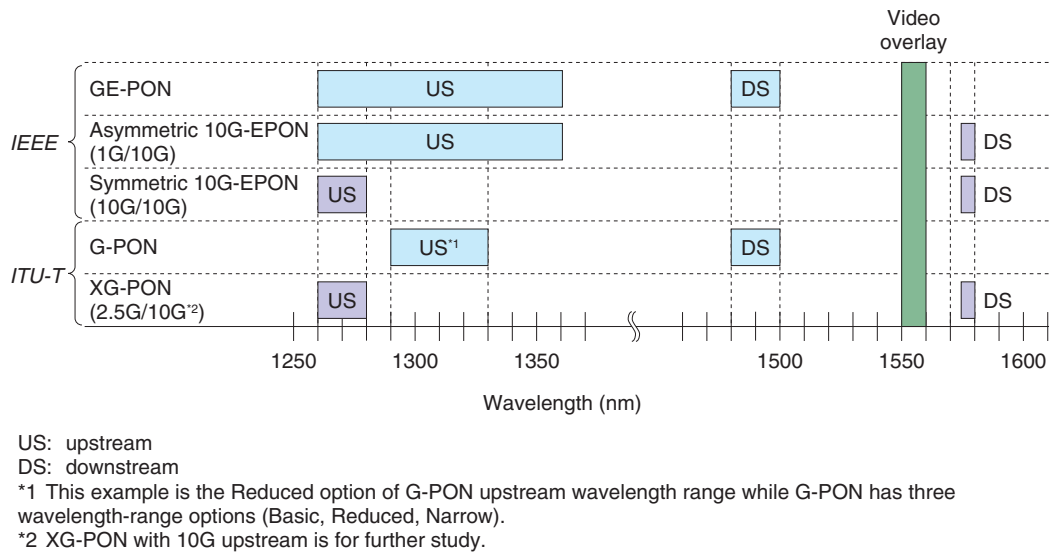 Video
overlay
IEEE
GE-PON
US
DS
Asymmetric 10G-EPON
(1G/10G)
US
DS
Symmetric 10G-EPON
(10G/10G)
US
DS
ITU-T
G-PON
US*1
DS
XG-PON
(2.5G/10G*2)
US
DS
1250
1300
1350
1500
1550
1600
Wavelength (nm)
US: upstream
DS: downstream
*1 This example is the Reduced option of G-PON upstream wavelength range while G-PON has three
wavelength-range options (Basic, Reduced, Narrow).
*2 XG-PON with 10G upstream is for further study.